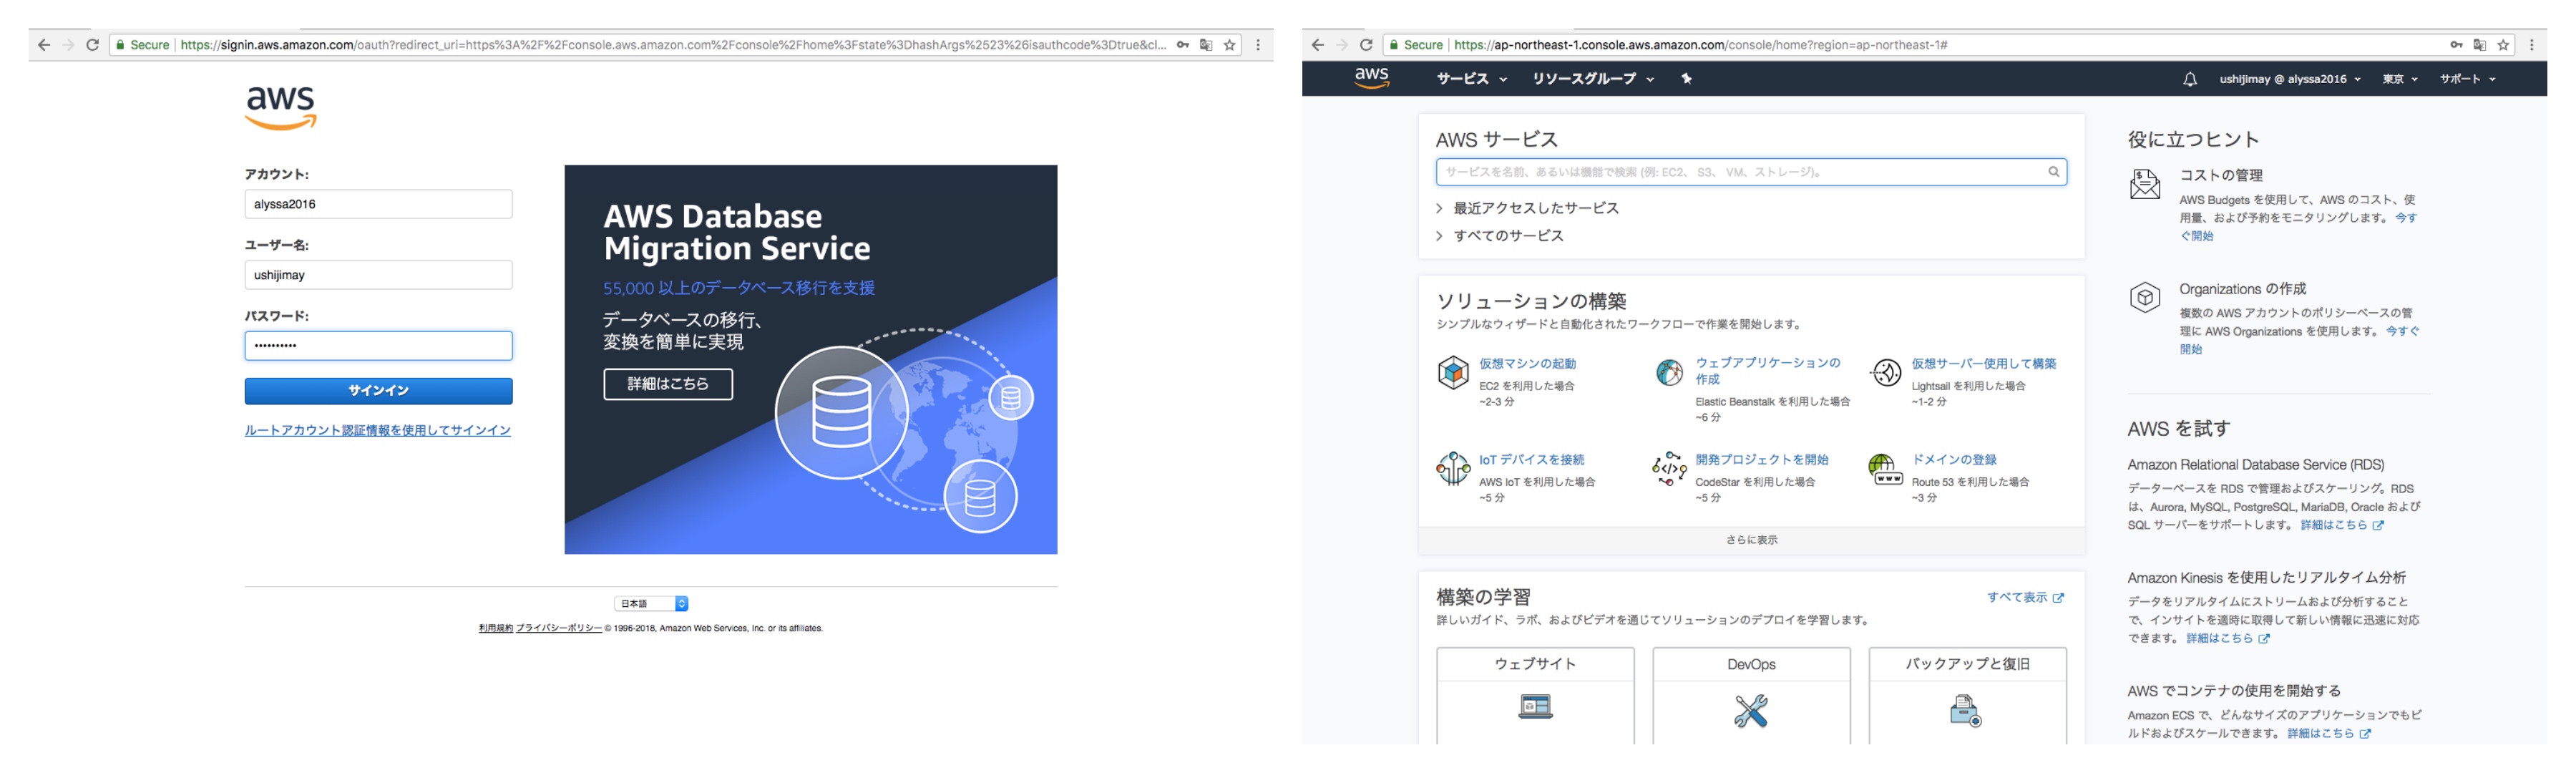 Secure | https://signin.aws.amazon.com/oauth?redirect_uri=https%3A%2F%2Fconsole.aws.amazon.com%2Fconsole%2Fhome%3Fstate%3DhashArgs%2523%26isauthcode%3Dtrue&cl...
aws
アカウント:
alyssa2016
ユーザー名:
ushijimay
パスワード:
••••••••••
サインイン
ルートアカウント認証情報を使用してサインイン
AWS Database
Migration Service
55,000 以上のデータベース移行を支援
データベースの移行、
変換を簡単に実現
詳細はこちら
日本語
利用規約 プライバシーポリシー © 1996-2018, Amazon Web Services, Inc. or its affiliates.
Secure | https://ap-northeast-1.console.aws.amazon.com/console/home?region=ap-northeast-1#
aws サービス リソースグループ ushijimay @ alyssa2016 東京 サポート
AWS サービス
サービスを名前、あるいは機能で検索 (例: EC2、 S3、 VM、ストレージ)。
最近アクセスしたサービス
すべてのサービス
ソリューションの構築
シンプルなウィザードと自動化されたワークフローで作業を開始します。
仮想マシンの起動
EC2 を利用した場合
~2-3 分
ウェブアプリケーションの
作成
Elastic Beanstalk を利用した場合
~6 分
仮想サーバー使用して構築
Lightsail を利用した場合
~1-2 分
IoT デバイスを接続
AWS IoT を利用した場合
~5 分
開発プロジェクトを開始
CodeStar を利用した場合
~5 分
ドメインの登録
Route 53 を利用した場合
~3 分
さらに表示
構築の学習
すべて表示
詳しいガイド、ラボ、およびビデオを通じてソリューションのデプロイを学習します。
ウェブサイト
DevOps
バックアップと復旧
役に立つヒント
コストの管理
AWS Budgets を使用して、AWS のコスト、使
用量、および予約をモニタリングします。 今す
ぐ開始
Organizations の作成
複数の AWS アカウントのポリシーベースの管
理に AWS Organizations を使用します。 今すぐ
開始
AWS を試す
Amazon Relational Database Service (RDS)
データーベースを RDS で管理およびスケーリング。RDS
は、Aurora, MySQL, PostgreSQL, MariaDB, Oracle および
SQL サーバーをサポートします。 詳細はこちら
Amazon Kinesis を使用したリアルタイム分析
データをリアルタイムにストリームおよび分析すること
で、インサイトを適時に取得して新しい情報に迅速に対応
できます。 詳細はこちら
AWS でコンテナの使用を開始する
Amazon ECS で、どんなサイズのアプリケーションでもビ
ルドおよびスケールできます。 詳細はこちら